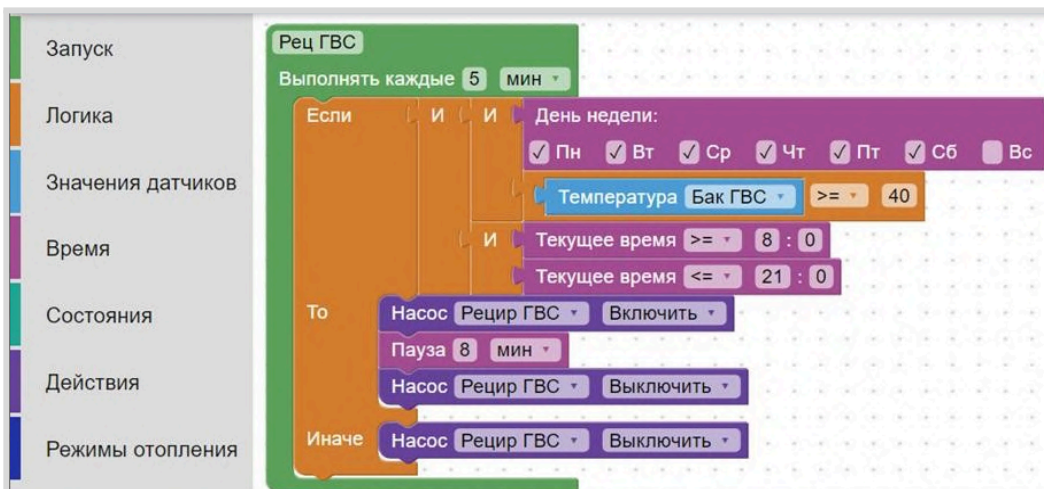 Запуск
Логика
Значения датчиков
Время
Состояния
Действия
Режимы отопления
Рец ГВС
Выполнять каждые 5 мин
Если И И День недели:
Пн Вт Ср Чт Пт Сб Вс
Температура Бак ГВС >= 40
И Текущее время >= 8 : 0
Текущее время <= 21 : 0
То Насос Рецир ГВС Включить
Пауза 8 мин
Насос Рецир ГВС Выключить
Иначе Насос Рецир ГВС Выключить